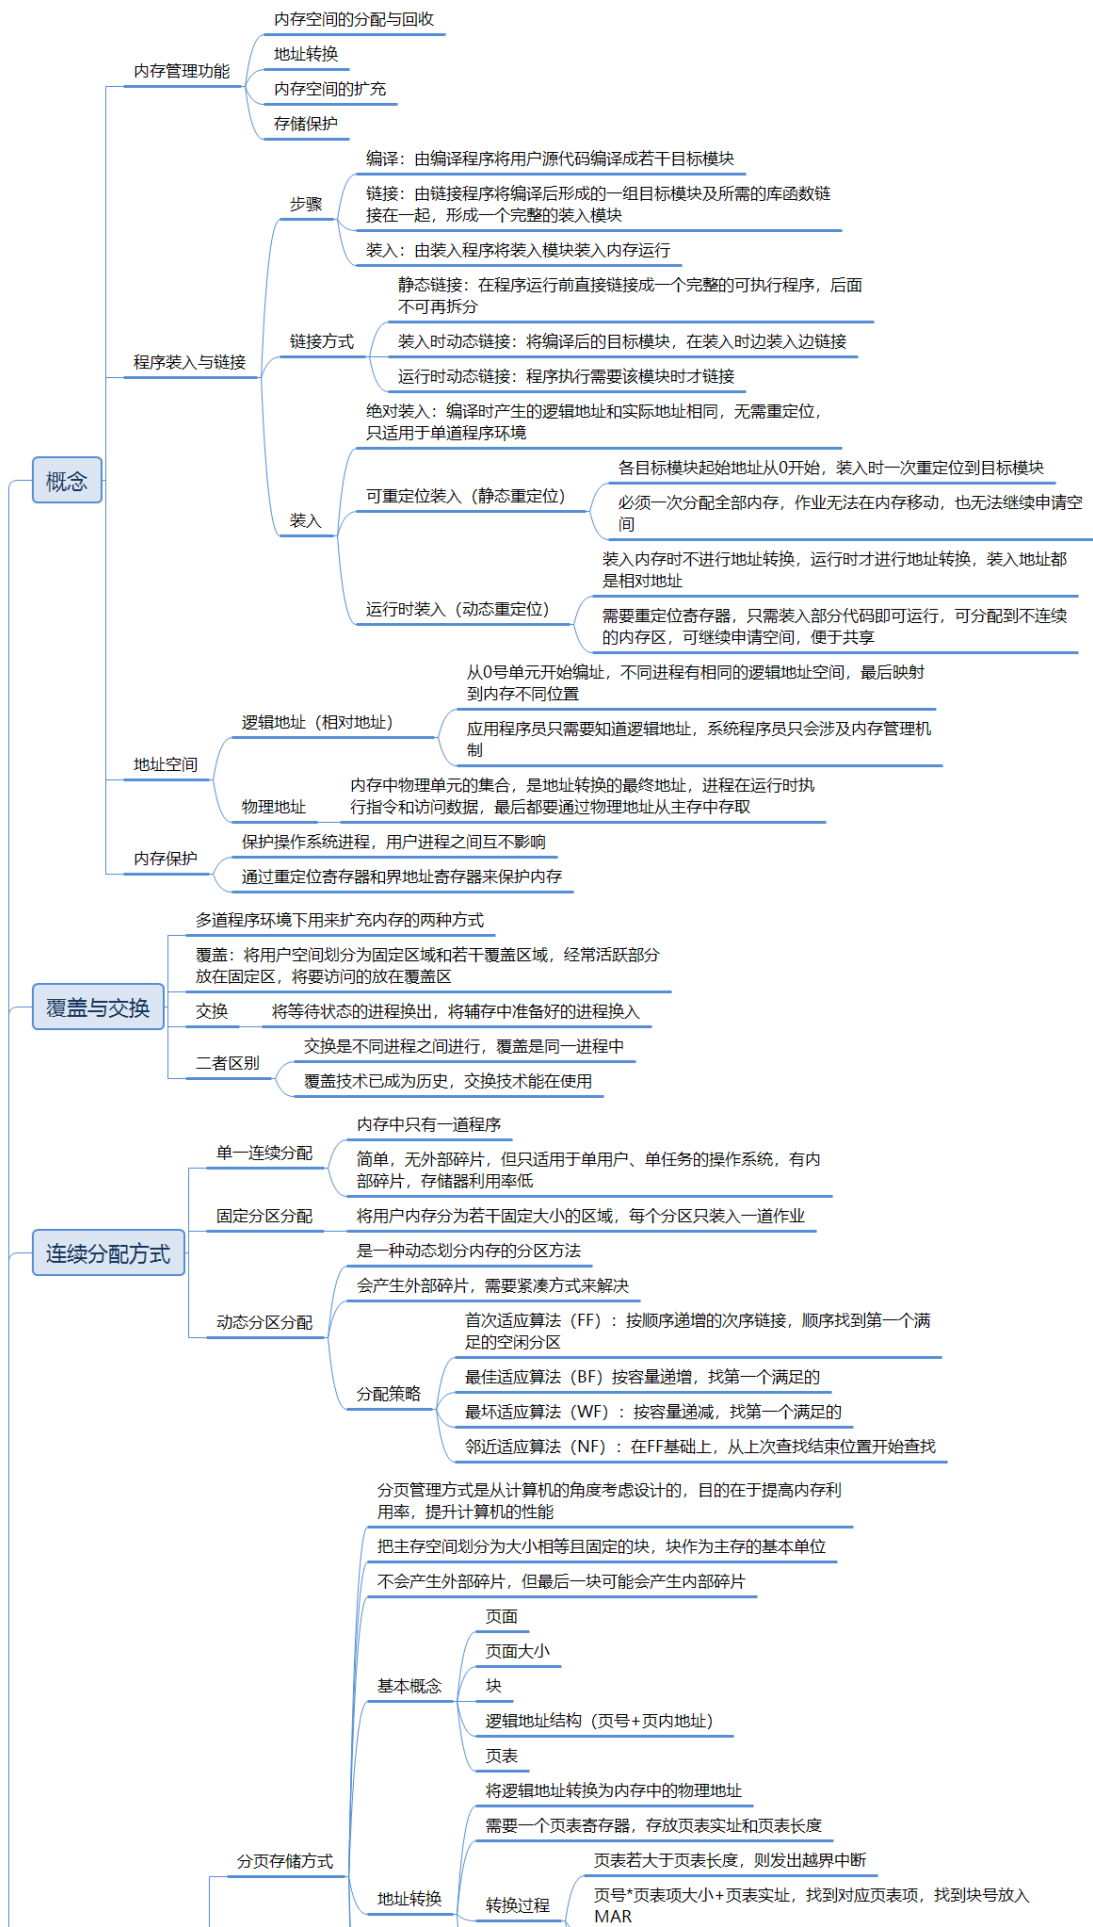 内存空间的分配与回收
地址转换
内存管理功能
内存空间的扩充
存储保护
编译：由编译程序将用户源代码编译成若干目标模块
步骤
链接：由链接程序将编译后形成的一组目标模块及所需的库函数链
接在一起，形成一个完整的装入模块
装入：由装入程序将装入模块装入内存运行
静态链接：在程序运行前直接链接成一个完整的可执行程序，后面
不可再拆分
链接方式
装入时动态链接：将编译后的目标模块，在装入时边装入边链接
程序装入与链接
运行时动态链接：程序执行需要该模块时才链接
绝对装入：编译时产生的逻辑地址和实际地址相同，无需重定位，
只适用于单道程序环境
概念
各目标模块起始地址从0开始，装入时一次重定位到目标模块
可重定位装入（静态重定位）
必须一次分配全部内存，作业无法在内存移动，也无法继续申请空
间
装入
装入内存时不进行地址转换，运行时才进行地址转换，装入地址都
是相对地址
运行时装入（动态重定位）
需要重定位寄存器，只需装入部分代码即可运行，可分配到不连续
的内存区，可继续申请空间，便于共享
从0号单元开始编址，不同进程有相同的逻辑地址空间，最后映射
到内存不同位置
逻辑地址（相对地址）
应用程序员只需要知道逻辑地址，系统程序员只会涉及内存管理机
制
地址空间
内存中物理单元的集合，是地址转换的最终地址，进程在运行时执
行指令和访问数据，最后都要通过物理地址从主存中存取
物理地址
保护操作系统进程，用户进程之间互不影响
内存保护
通过重定位寄存器和界地址寄存器来保护内存
多道程序环境下用来扩充内存的两种方式
覆盖：将用户空间划分为固定区域和若干覆盖区域，经常活跃部分
放在固定区，将要访问的放在覆盖区
覆盖与交换
交换
将等待状态的进程换出，将辅存中准备好的进程换入
交换是不同进程之间进行，覆盖是同一进程中
二者区别
覆盖技术已成为历史，交换技术能在使用
内存中只有一道程序
单一连续分配
简单，无外部碎片，但只适用于单用户、单任务的操作系统，有内
部碎片，存储器利用率低
固定分区分配
将用户内存分为若干固定大小的区域，每个分区只装入一道作业
连续分配方式
是一种动态划分内存的分区方法
会产生外部碎片，需要紧凑方式来解决
动态分区分配
首次适应算法（FF）：按顺序递增的次序链接，顺序找到第一个满
足的空闲分区
最佳适应算法（BF）按容量递增，找第一个满足的
分配策略
最坏适应算法（WF）：按容量递减，找第一个满足的
邻近适应算法（NF）：在FF基础上，从上次查找结束位置开始查找
分页管理方式是从计算机的角度考虑设计的，目的在于提高内存利
用率，提升计算机的性能
把主存空间划分为大小相等且固定的块，块作为主存的基本单位
不会产生外部碎片，但最后一块可能会产生内部碎片
页面
页面大小
基本概念
块
逻辑地址结构（页号+页内地址）
页表
将逻辑地址转换为内存中的物理地址
需要一个页表寄存器，存放页表实址和页表长度
分页存储方式
页表若大于页表长度，则发出越界中断
地址转换
转换过程
页号*页表项大小+页表实址，找到对应页表项，找到块号放入
MAR